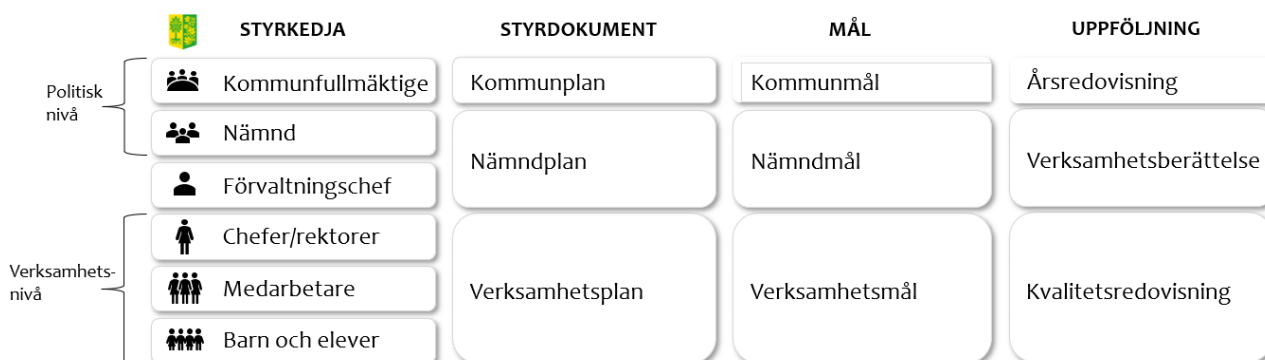 STYRKEDJA STYRDOKUMENT MÅL UPPFÖLJNING
Politisk
nivå
Kommunfullmäktige Kommunplan Kommunmål Årsredovisning
Nämnd
Nämndplan Nämndmål Verksamhetsberättelse
Förvaltningschef
Verksamhets-
nivå
Chefer/rektorer
Medarbetare Verksamhetsplan Verksamhetsmål Kvalitetsredovisning
Barn och elever